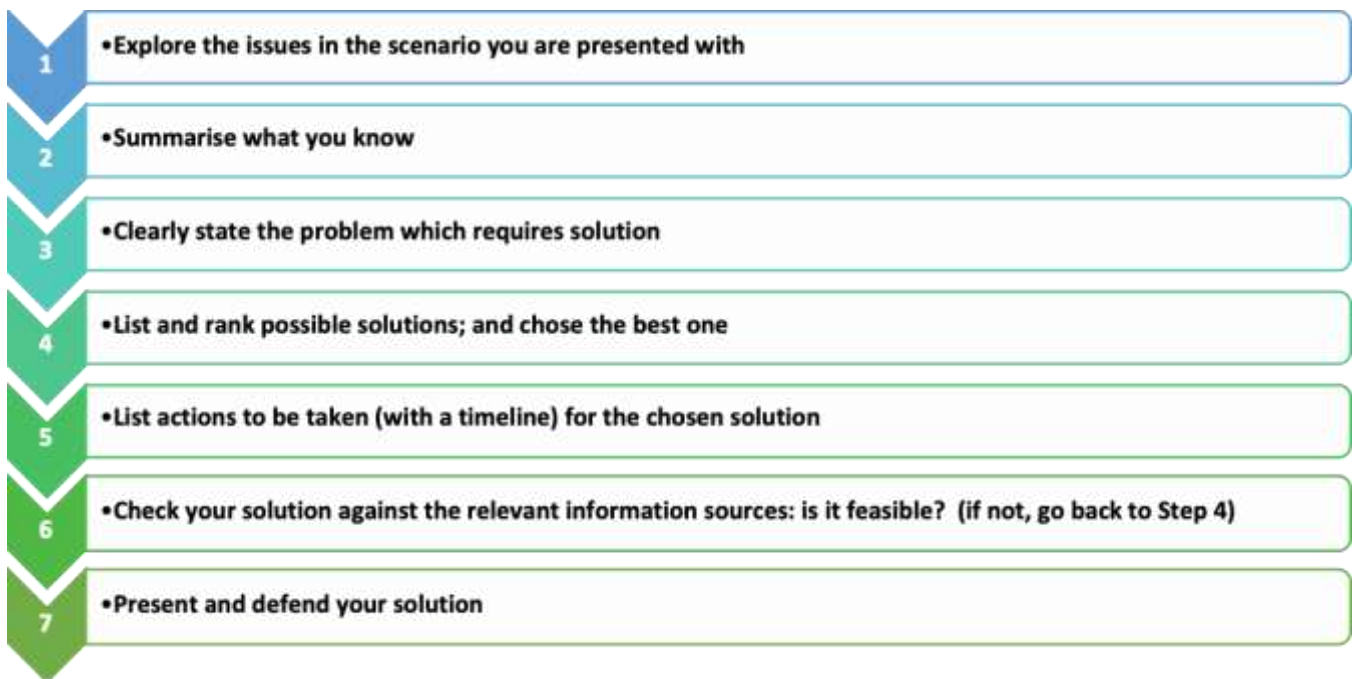 1
•Explore the issues in the scenario you are presented with
2
•Summarise what you know
3
•Clearly state the problem which requires solution
4
•List and rank possible solutions; and chose the best one
5
•List actions to be taken (with a timeline) for the chosen solution
6
•Check your solution against the relevant information sources: is it feasible? (if not, go back to Step 4)
7
•Present and defend your solution